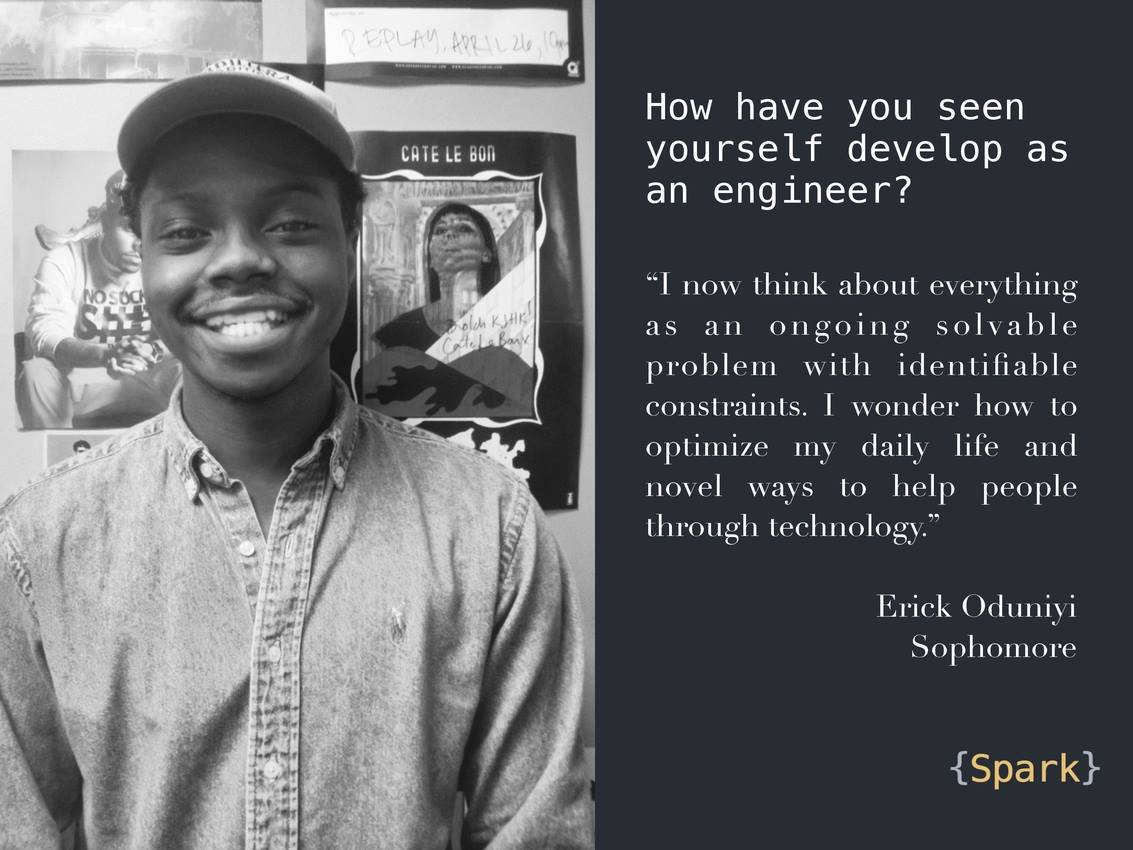 REPLAY, APRIL 26, 10pm
CATE LE BON
NO SUCH
How have you seen
yourself develop as
an engineer?
“I now think about everything
as an ongoing solvable
problem with identifiable
constraints. I wonder how to
optimize my daily life and
novel ways to help people
through technology.”
Erick Oduniyi
Sophomore
{Spark}